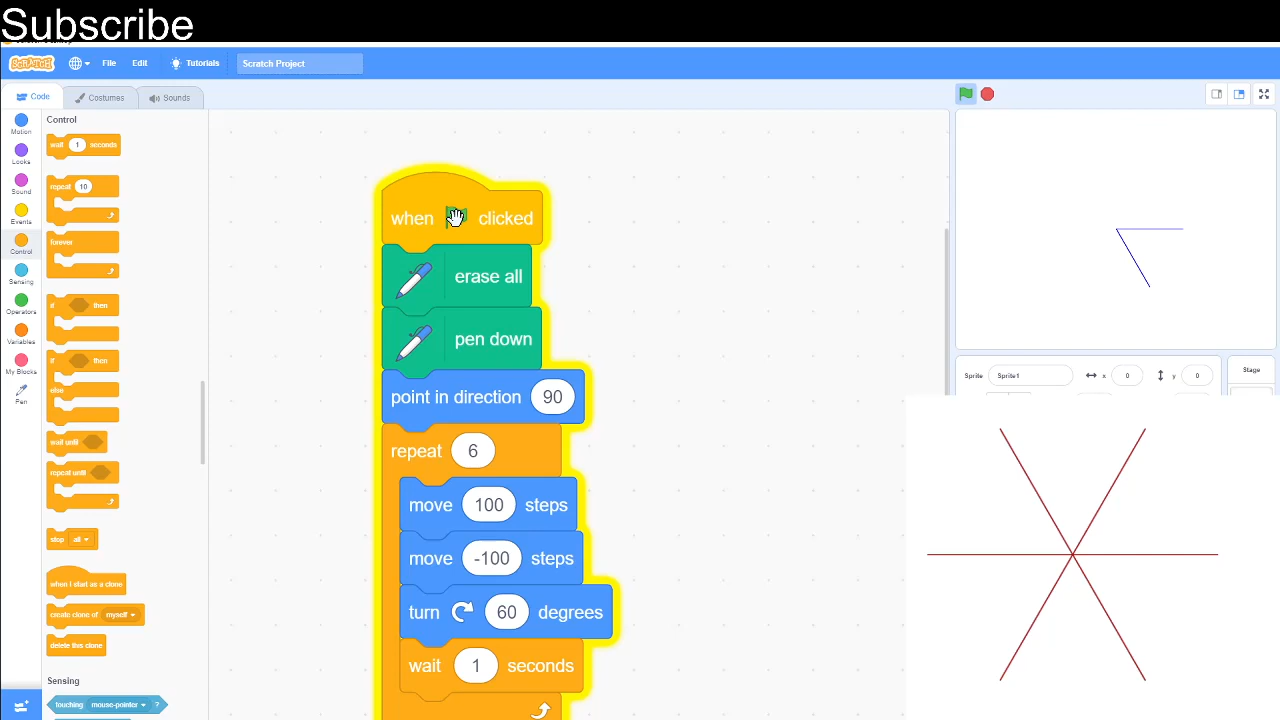 Subscribe
SCRATCH
File
Edit
Tutorials
Scratch Project
Code
Costumes
Sounds
Motion
Looks
Sound
Events
Control
Sensing
Operators
Variables
My Blocks
Pen
Control
wait 1 seconds
repeat 10
forever
if then
if then
else
wait until
repeat until
stop all
when I start as a clone
create clone of myself
delete this clone
Sensing
touching mouse-pointer ?
when clicked
erase all
pen down
point in direction 90
repeat 6
move 100 steps
move -100 steps
turn 60 degrees
wait 1 seconds
Sprite Sprite1 x 0 y 0
Stage